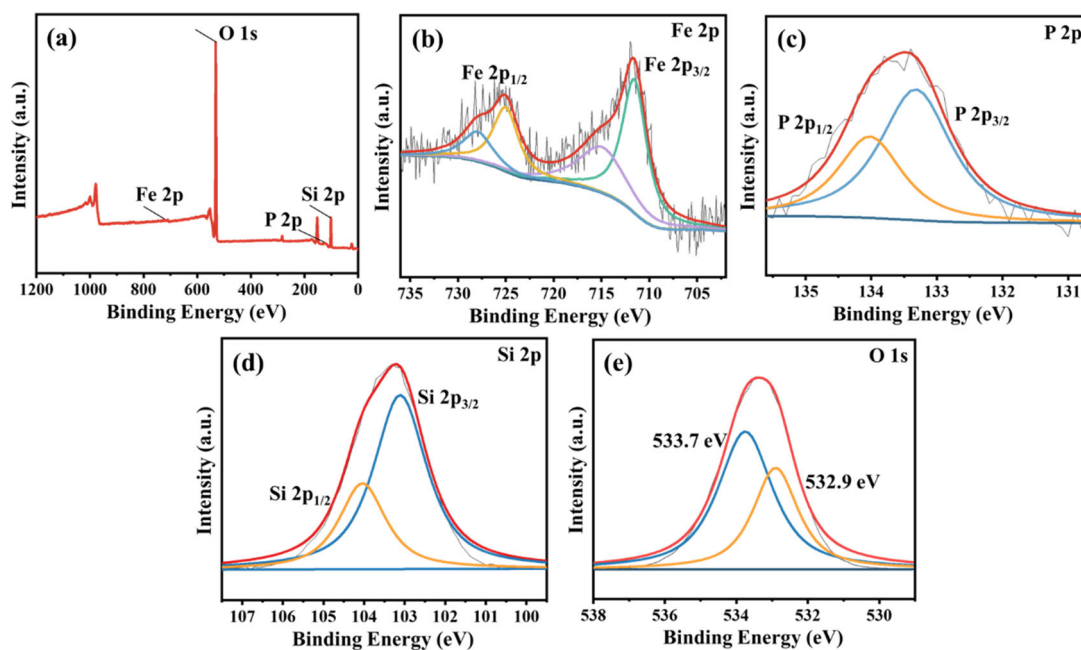 (a)
O 1s
Fe 2p
Si 2p
P 2p
Intensity (a.u.)
1200 1000 800 600 400 200 0
Binding Energy (eV)
(b)
Fe 2p
Fe 2p1/2
Fe 2p3/2
Intensity (a.u.)
735 730 725 720 715 710 705
Binding Energy (eV)
(c)
P 2p
P 2p1/2
P 2p3/2
Intensity (a.u.)
135 134 133 132 131
Binding Energy (eV)
(d)
Si 2p
Si 2p3/2
Si 2p1/2
Intensity (a.u.)
107 106 105 104 103 102 101 100 99
Binding Energy (eV)
(e)
O 1s
533.7 eV
532.9 eV
Intensity (a.u.)
538 536 534 532 530
Binding Energy (eV)